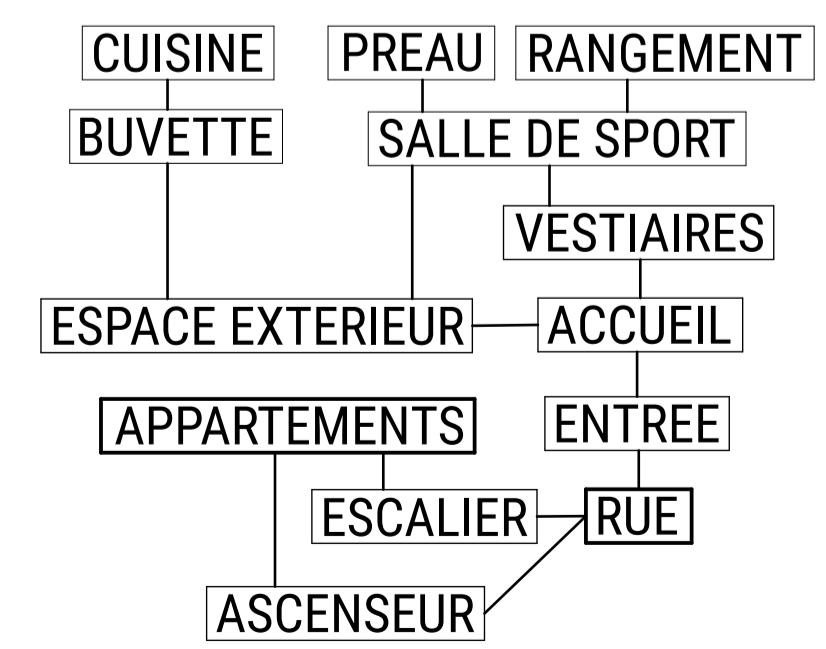 CUISINE
PREAU
RANGEMENT
BUVETTE
SALLE DE SPORT
VESTIAIRES
ESPACE EXTERIEUR
ACCUEIL
APPARTEMENTS
ENTREE
ESCALIER
RUE
ASCENSEUR